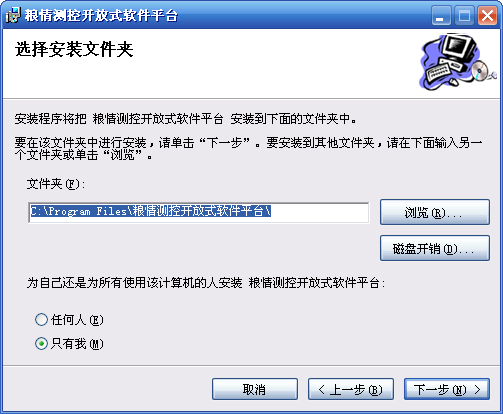 粮情测控开放式软件平台
选择安装文件夹
安装程序将把 粮情测控开放式软件平台 安装到下面的文件夹中。
要在该文件夹中进行安装，请单击“下一步”。要安装到其他文件夹，请在下面输入另一
个文件夹或单击“浏览”。
文件夹(F):
C:\Program Files\粮情测控开放式软件平台\
浏览(R)...
磁盘开销(D)...
为自己还是为所有使用该计算机的人安装 粮情测控开放式软件平台:
任何人(E)
只有我(M)
取消
< 上一步(B)
下一步(N) >